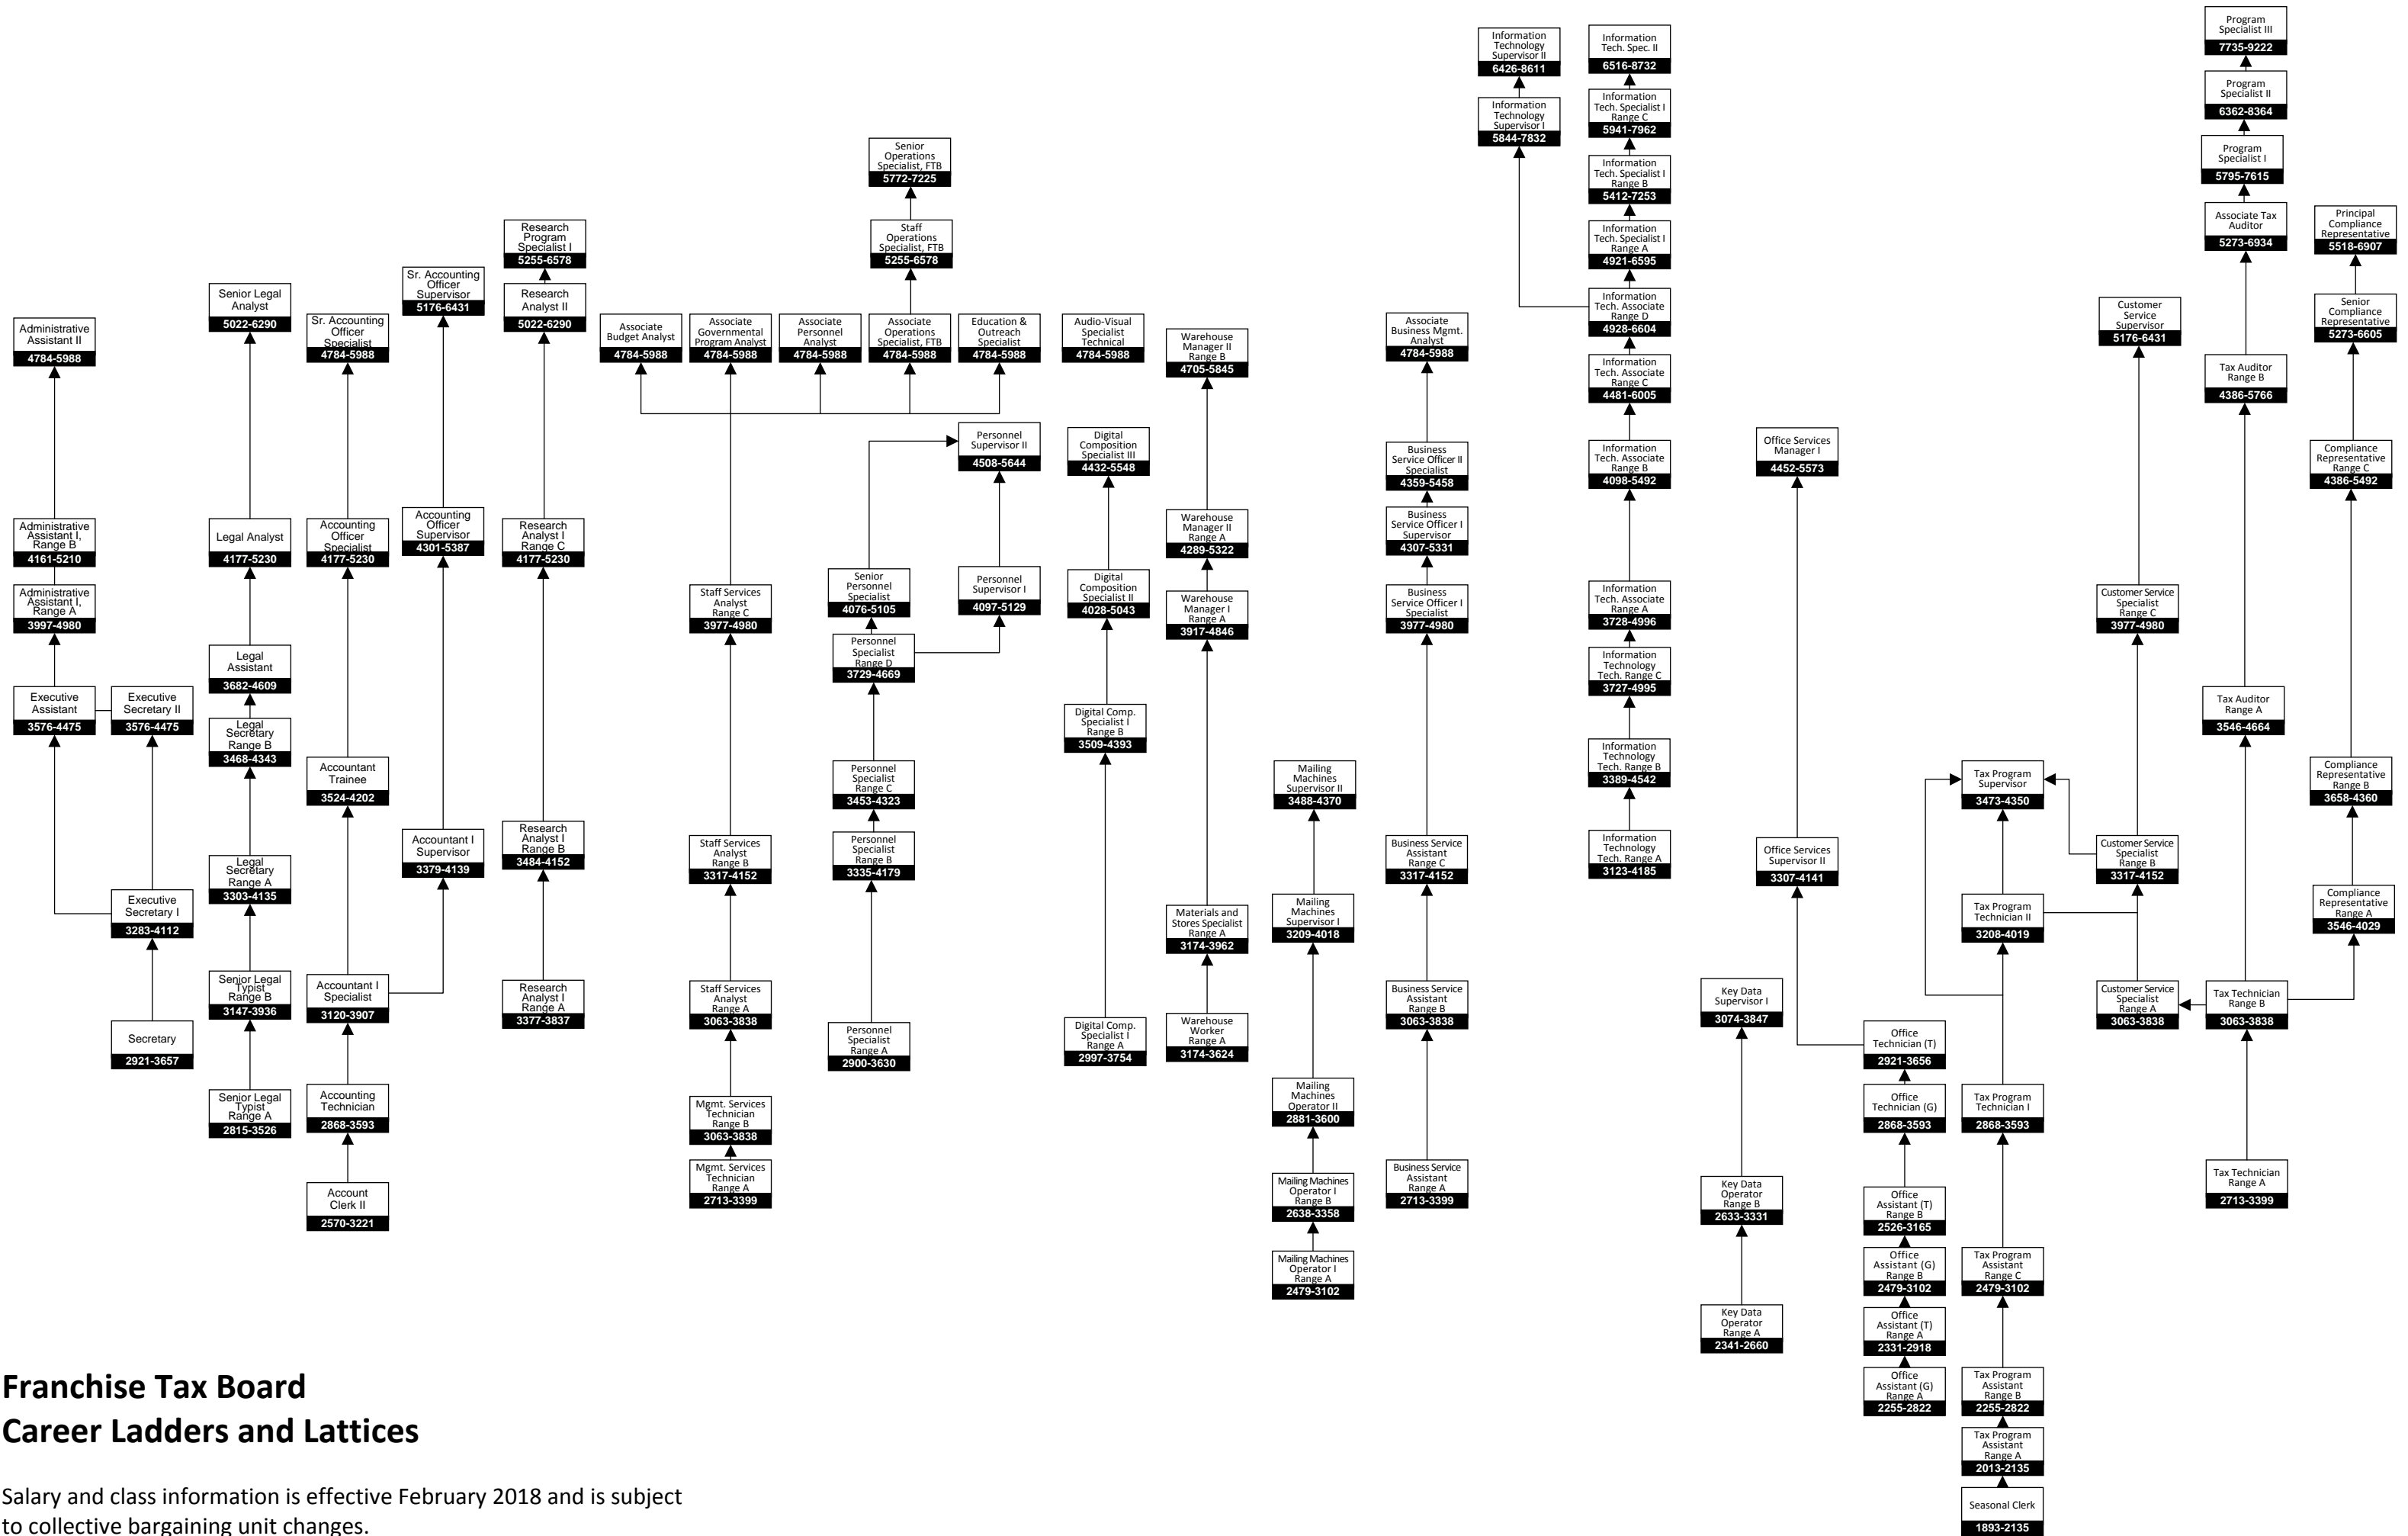 Administrative
Assistant II
4784-5988
Administrative
Assistant I,
Range B
4161-5210
Administrative
Assistant I,
Range A
3997-4980
Executive
Assistant
3576-4475
Executive
Secretary II
3576-4475
Executive
Secretary I
3283-4112
Secretary
2921-3657
Senior Legal
Analyst
5022-6290
Legal Analyst
4177-5230
Legal
Assistant
3682-4609
Legal
Secretary
Range B
3468-4343
Legal
Secretary
Range A
3303-4135
Senior Legal
Typist
Range B
3147-3936
Senior Legal
Typist
Range A
2815-3526
Sr. Accounting
Officer
Specialist
4784-5988
Accounting
Officer
Specialist
4177-5230
Accountant
Trainee
3524-4202
Accountant I
Specialist
3120-3907
Accounting
Technician
2868-3593
Account
Clerk II
2570-3221
Sr. Accounting
Officer
Supervisor
5176-6431
Accounting
Officer
Supervisor
4301-5387
Accountant I
Supervisor
3379-4139
Research
Program
Specialist I
5255-6578
Research
Analyst II
5022-6290
Research
Analyst I
Range C
4177-5230
Research
Analyst I
Range B
3484-4152
Research
Analyst I
Range A
3377-3837
Associate
Budget Analyst
4784-5988
Associate
Governmental
Program Analyst
4784-5988
Associate
Personnel
Analyst
4784-5988
Senior
Operations
Specialist, FTB
5772-7225
Staff
Operations
Specialist, FTB
5255-6578
Associate
Operations
Specialist, FTB
4784-5988
Education &
Outreach
Specialist
4784-5988
Audio-Visual
Specialist
Technical
4784-5988
Staff Services
Analyst
Range C
3977-4980
Staff Services
Analyst
Range B
3317-4152
Staff Services
Analyst
Range A
3063-3838
Mgmt. Services
Technician
Range B
3063-3838
Mgmt. Services
Technician
Range A
2713-3399
Personnel
Supervisor II
4508-5644
Senior
Personnel
Specialist
4076-5105
Personnel
Supervisor I
4097-5129
Personnel
Specialist
Range D
3729-4669
Personnel
Specialist
Range C
3453-4323
Personnel
Specialist
Range B
3335-4179
Personnel
Specialist
Range A
2900-3630
Digital
Composition
Specialist III
4432-5548
Digital
Composition
Specialist II
4028-5043
Digital Comp.
Specialist I
Range B
3509-4393
Digital Comp.
Specialist I
Range A
2997-3754
Warehouse
Manager II
Range B
4705-5845
Warehouse
Manager II
Range A
4289-5322
Warehouse
Manager I
Range A
3917-4846
Materials and
Stores Specialist
Range A
3174-3962
Warehouse
Worker
Range A
3174-3624
Mailing
Machines
Supervisor II
3488-4370
Mailing
Machines
Supervisor I
3209-4018
Mailing
Machines
Operator II
2881-3600
Mailing Machines
Operator I
Range B
2638-3358
Mailing Machines
Operator I
Range A
2479-3102
Associate
Business Mgmt.
Analyst
4784-5988
Business
Service Officer II
Specialist
4359-5458
Business
Service Officer I
Supervisor
4307-5331
Business
Service Officer I
Specialist
3977-4980
Business Service
Assistant
Range C
3317-4152
Business Service
Assistant
Range B
3063-3838
Business Service
Assistant
Range A
2713-3399
Information
Technology
Supervisor II
6426-8611
Information
Technology
Supervisor I
5844-7832
Information
Tech. Spec. II
6516-8732
Information
Tech. Specialist I
Range C
5941-7962
Information
Tech. Specialist I
Range B
5412-7253
Information
Tech. Specialist I
Range A
4921-6595
Information
Tech. Associate
Range D
4928-6604
Information
Tech. Associate
Range C
4481-6005
Information
Tech. Associate
Range B
4098-5492
Information
Tech. Associate
Range A
3728-4996
Information
Technology
Tech. Range C
3727-4995
Information
Technology
Tech. Range B
3389-4542
Information
Technology
Tech. Range A
3123-4185
Key Data
Supervisor I
3074-3847
Key Data
Operator
Range B
2633-3331
Key Data
Operator
Range A
2341-2660
Office Services
Manager I
4452-5573
Office Services
Supervisor II
3307-4141
Office
Technician (T)
2921-3656
Office
Technician (G)
2868-3593
Office
Assistant (T)
Range B
2526-3165
Office
Assistant (G)
Range B
2479-3102
Office
Assistant (T)
Range A
2331-2918
Office
Assistant (G)
Range A
2255-2822
Tax Program
Supervisor
3473-4350
Tax Program
Technician II
3208-4019
Tax Program
Technician I
2868-3593
Tax Program
Assistant
Range C
2479-3102
Tax Program
Assistant
Range B
2255-2822
Tax Program
Assistant
Range A
2013-2135
Seasonal Clerk
1893-2135
Customer
Service
Supervisor
5176-6431
Customer Service
Specialist
Range C
3977-4980
Customer Service
Specialist
Range B
3317-4152
Customer Service
Specialist
Range A
3063-3838
Program
Specialist III
7735-9222
Program
Specialist II
6362-8364
Program
Specialist I
5795-7615
Associate Tax
Auditor
5273-6934
Tax Auditor
Range B
4386-5766
Tax Auditor
Range A
3546-4664
Tax Technician
Range B
3063-3838
Tax Technician
Range A
2713-3399
Principal
Compliance
Representative
5518-6907
Senior
Compliance
Representative
5273-6605
Compliance
Representative
Range C
4386-5492
Compliance
Representative
Range B
3658-4360
Compliance
Representative
Range A
3546-4029
Franchise Tax Board
Career Ladders and Lattices
Salary and class information is effective February 2018 and is subject
to collective bargaining unit changes.